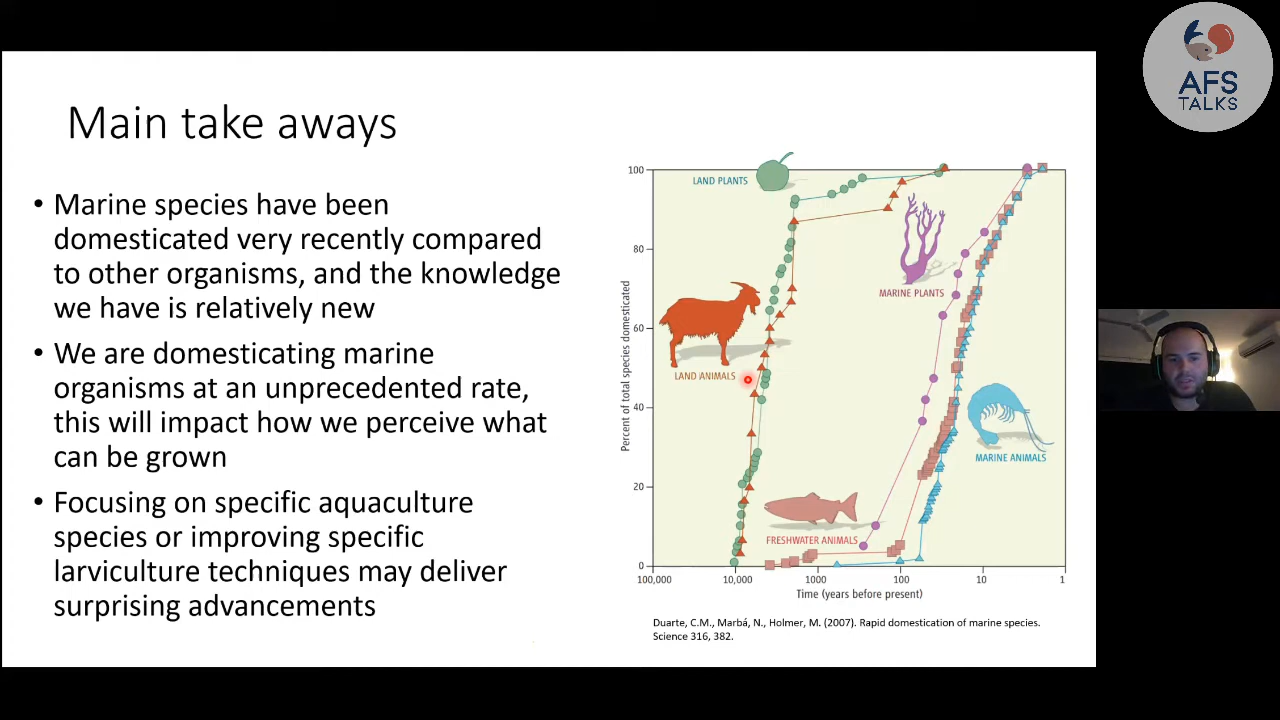 AFS
TALKS
Main take aways
• Marine species have been
domesticated very recently compared
to other organisms, and the knowledge
we have is relatively new
• We are domesticating marine
organisms at an unprecedented rate,
this will impact how we perceive what
can be grown
• Focusing on specific aquaculture
species or improving specific
larviculture techniques may deliver
surprising advancements
Percent of total species domesticated
100
80
60
40
20
0
LAND PLANTS
MARINE PLANTS
LAND ANIMALS
MARINE ANIMALS
FRESHWATER ANIMALS
100,000 10,000 1000 100 10 1
Time (years before present)
Duarte, C.M., Marbá, N., Holmer, M. (2007). Rapid domestication of marine species.
Science 316, 382.